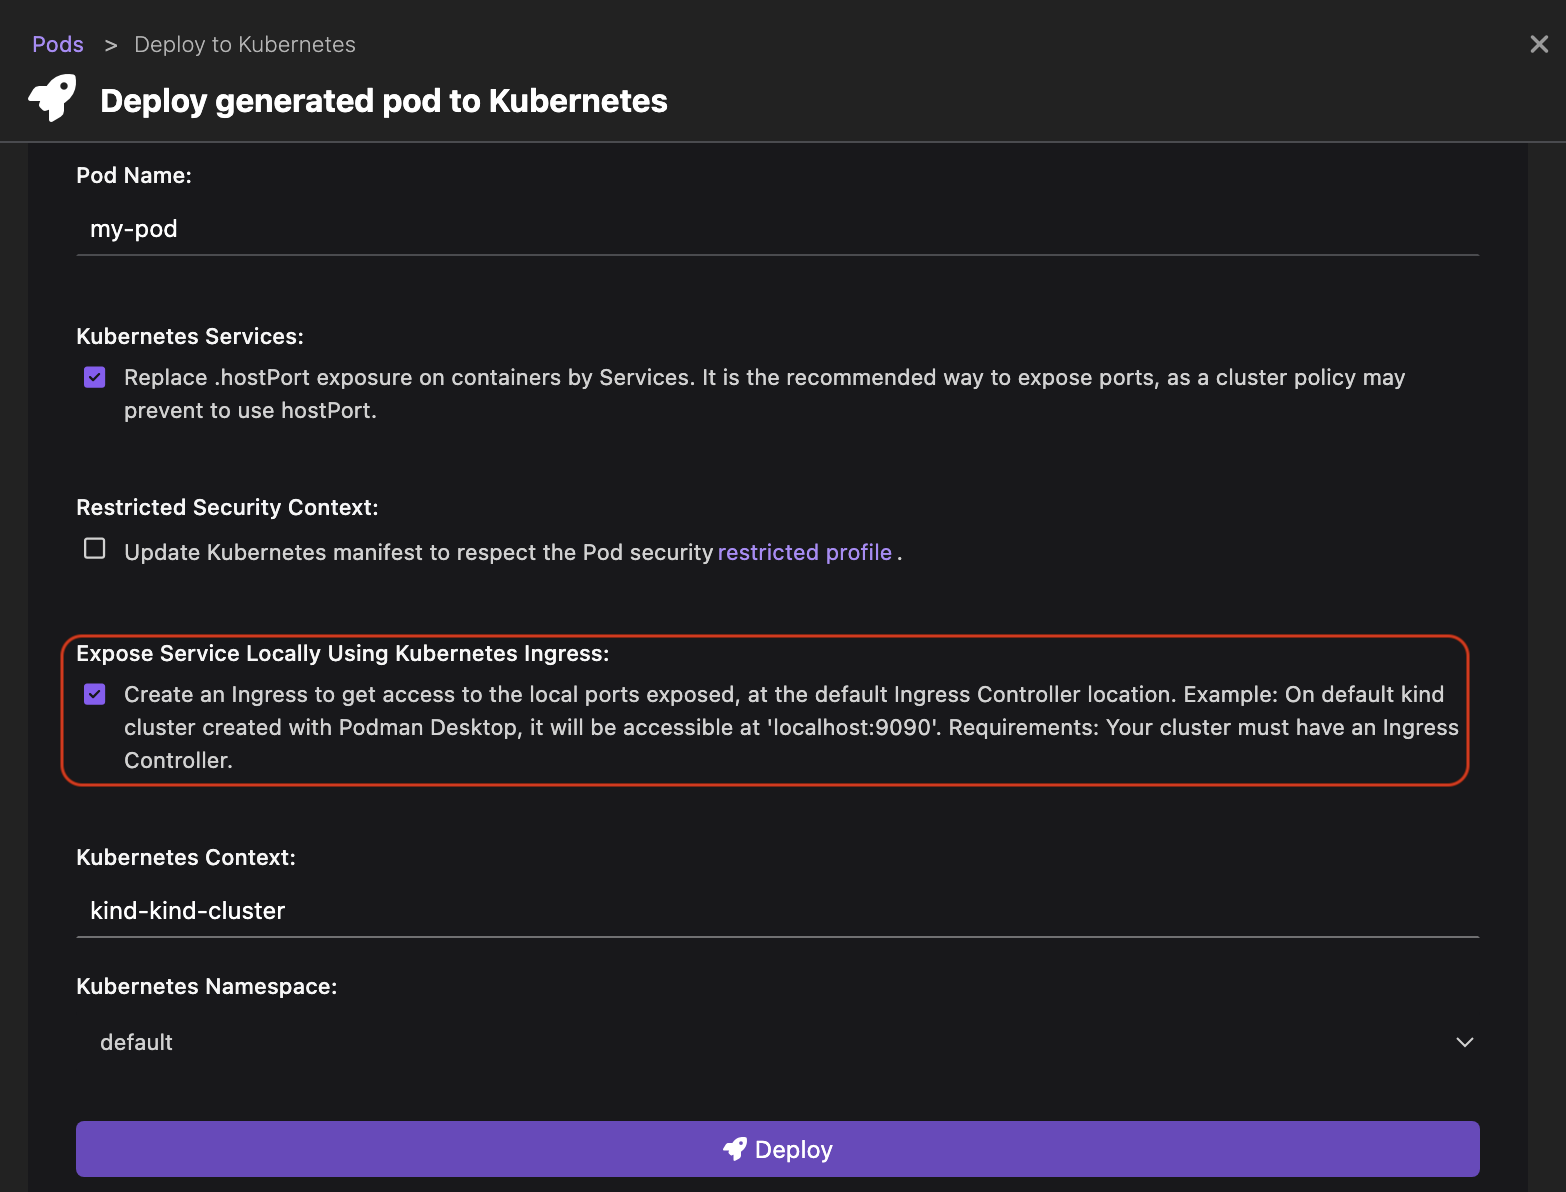 Pods > Deploy to Kubernetes
Deploy generated pod to Kubernetes
Pod Name:
my-pod
Kubernetes Services:
Replace .hostPort exposure on containers by Services. It is the recommended way to expose ports, as a cluster policy may
prevent to use hostPort.
Restricted Security Context:
Update Kubernetes manifest to respect the Pod security restricted profile .
Expose Service Locally Using Kubernetes Ingress:
Create an Ingress to get access to the local ports exposed, at the default Ingress Controller location. Example: On default kind
cluster created with Podman Desktop, it will be accessible at 'localhost:9090'. Requirements: Your cluster must have an Ingress
Controller.
Kubernetes Context:
kind-kind-cluster
Kubernetes Namespace:
default
Deploy